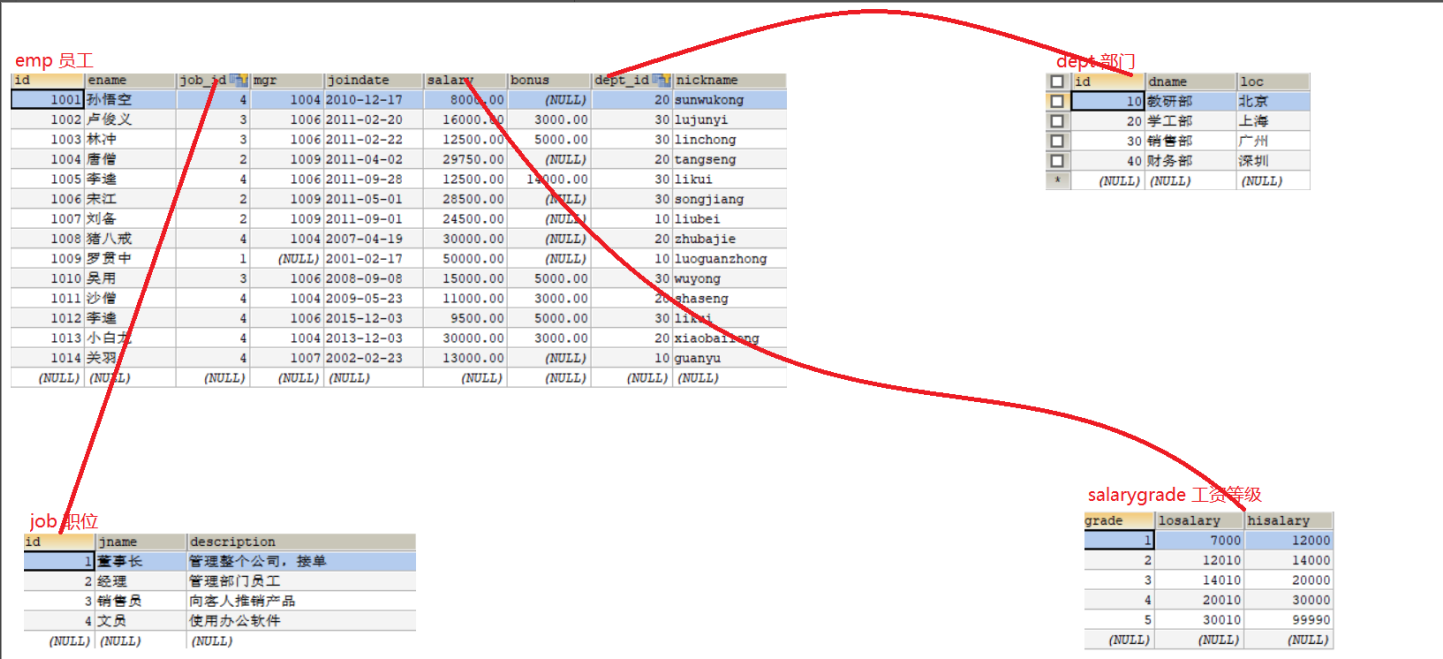 emp 员工
id ename job_id mgr joindate salary bonus dept_id nickname
1001 孙悟空 4 1004 2010-12-17 8000.00 (NULL) 20 sunwukong
1002 卢俊义 3 1006 2011-02-20 16000.00 3000.00 30 lujunyi
1003 林冲 3 1006 2011-02-22 12500.00 5000.00 30 linchong
1004 唐僧 2 1009 2011-04-02 29750.00 (NULL) 20 tangseng
1005 李逵 4 1006 2011-09-28 12500.00 14000.00 30 likui
1006 宋江 2 1009 2011-05-01 28500.00 (NULL) 30 songjiang
1007 刘备 2 1009 2011-09-01 24500.00 (NULL) 10 liubei
1008 猪八戒 4 1004 2007-04-19 30000.00 (NULL) 20 zhubajie
1009 罗贯中 1 (NULL) 2001-02-17 50000.00 (NULL) 10 luoguanzhong
1010 吴用 3 1006 2008-09-08 15000.00 5000.00 30 wuyong
1011 沙僧 4 1004 2009-05-23 11000.00 3000.00 20 shaseng
1012 李逵 4 1006 2015-12-03 9500.00 5000.00 30 likui
1013 小白龙 4 1004 2013-12-03 30000.00 3000.00 20 xiaobailong
1014 关羽 4 1007 2002-02-23 13000.00 (NULL) 10 guanyu
(NULL) (NULL) (NULL) (NULL) (NULL) (NULL) (NULL) (NULL) (NULL)
dept 部门
id dname loc
10 教研部 北京
20 学工部 上海
30 销售部 广州
40 财务部 深圳
* (NULL) (NULL) (NULL)
job 职位
id jname description
1 董事长 管理整个公司，接单
2 经理 管理部门员工
3 销售员 向客人推销产品
4 文员 使用办公软件
(NULL) (NULL) (NULL)
salarygrade 工资等级
grade losalary hisalary
1 7000 12000
2 12010 14000
3 14010 20000
4 20010 30000
5 30010 99990
(NULL) (NULL) (NULL)